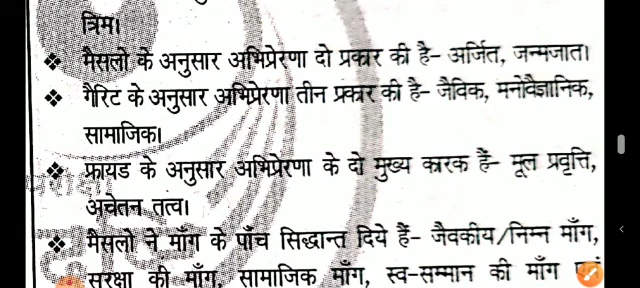 त्रिम।
❖ मैसलो के अनुसार अभिप्रेरणा दो प्रकार की है- अर्जित, जन्मजात।
❖ गैरिट के अनुसार अभिप्रेरणा तीन प्रकार की है- जैविक, मनोवैज्ञानिक,
सामाजिक।
❖ फ्रायड के अनुसार अभिप्रेरणा के दो मुख्य कारक हैं- मूल प्रवृत्ति,
अचेतन तत्व।
❖ मैसलो ने माँग के पाँच सिद्धान्त दिये हैं- जैवकीय/निम्न माँग,
सुरक्षा की माँग, सामाजिक माँग, स्व-सम्मान की माँग